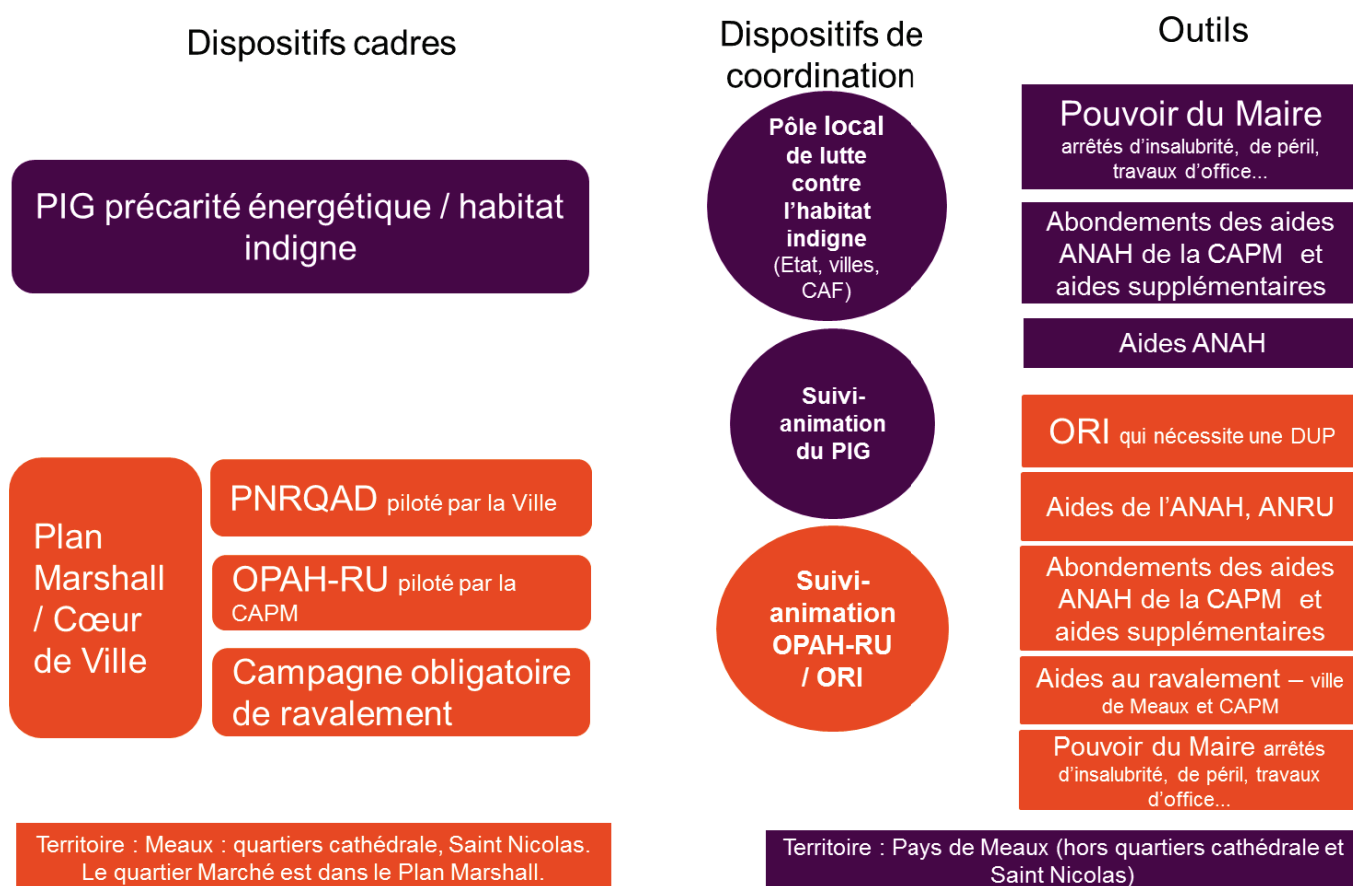 Dispositifs cadres
PIG précarité énergétique / habitat
indigne
Plan
Marshall
/ Cœur
de Ville
PNRQAD piloté par la Ville
OPAH-RU piloté par la
CAPM
Campagne obligatoire
de ravalement
Dispositifs de
coordination
Pôle local
de lutte
contre
l’habitat
indigne
(Etat, villes,
CAF)
Suivi-
animation
du PIG
Suivi-
animation
OPAH-RU
/ ORI
Outils
Pouvoir du Maire
arrêtés d’insalubrité, de péril,
travaux d’office...
Abondements des aides
ANAH de la CAPM et
aides supplémentaires
Aides ANAH
ORI qui nécessite une DUP
Aides de l’ANAH, ANRU
Abondements des aides
ANAH de la CAPM et
aides supplémentaires
Aides au ravalement – ville
de Meaux et CAPM
Pouvoir du Maire arrêtés
d’insalubrité, de péril, travaux
d’office...
Territoire : Meaux : quartiers cathédrale, Saint Nicolas.
Le quartier Marché est dans le Plan Marshall.
Territoire : Pays de Meaux (hors quartiers cathédrale et
Saint Nicolas)